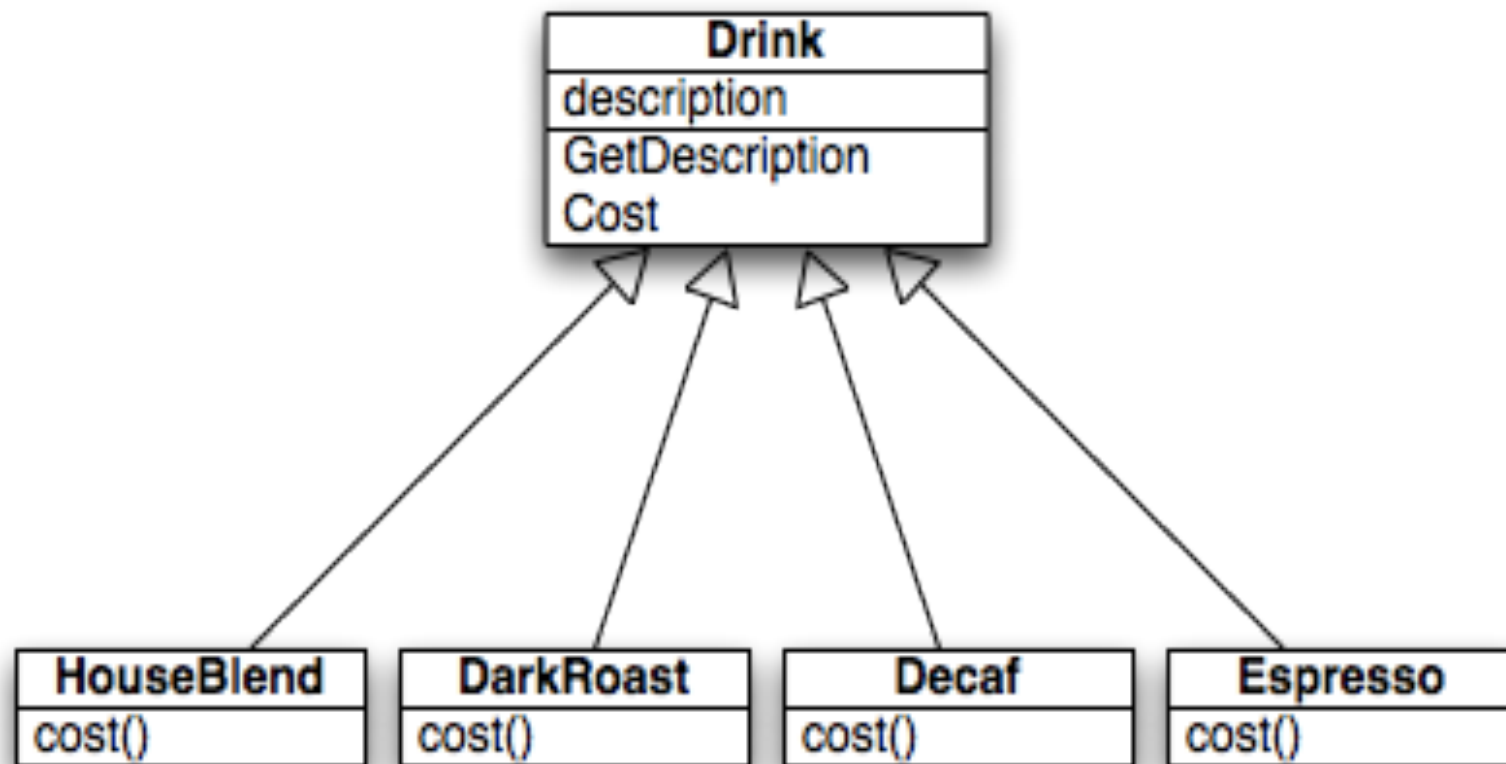 Drink
description
GetDescription
Cost
HouseBlend
cost()
DarkRoast
cost()
Decaf
cost()
Espresso
cost()